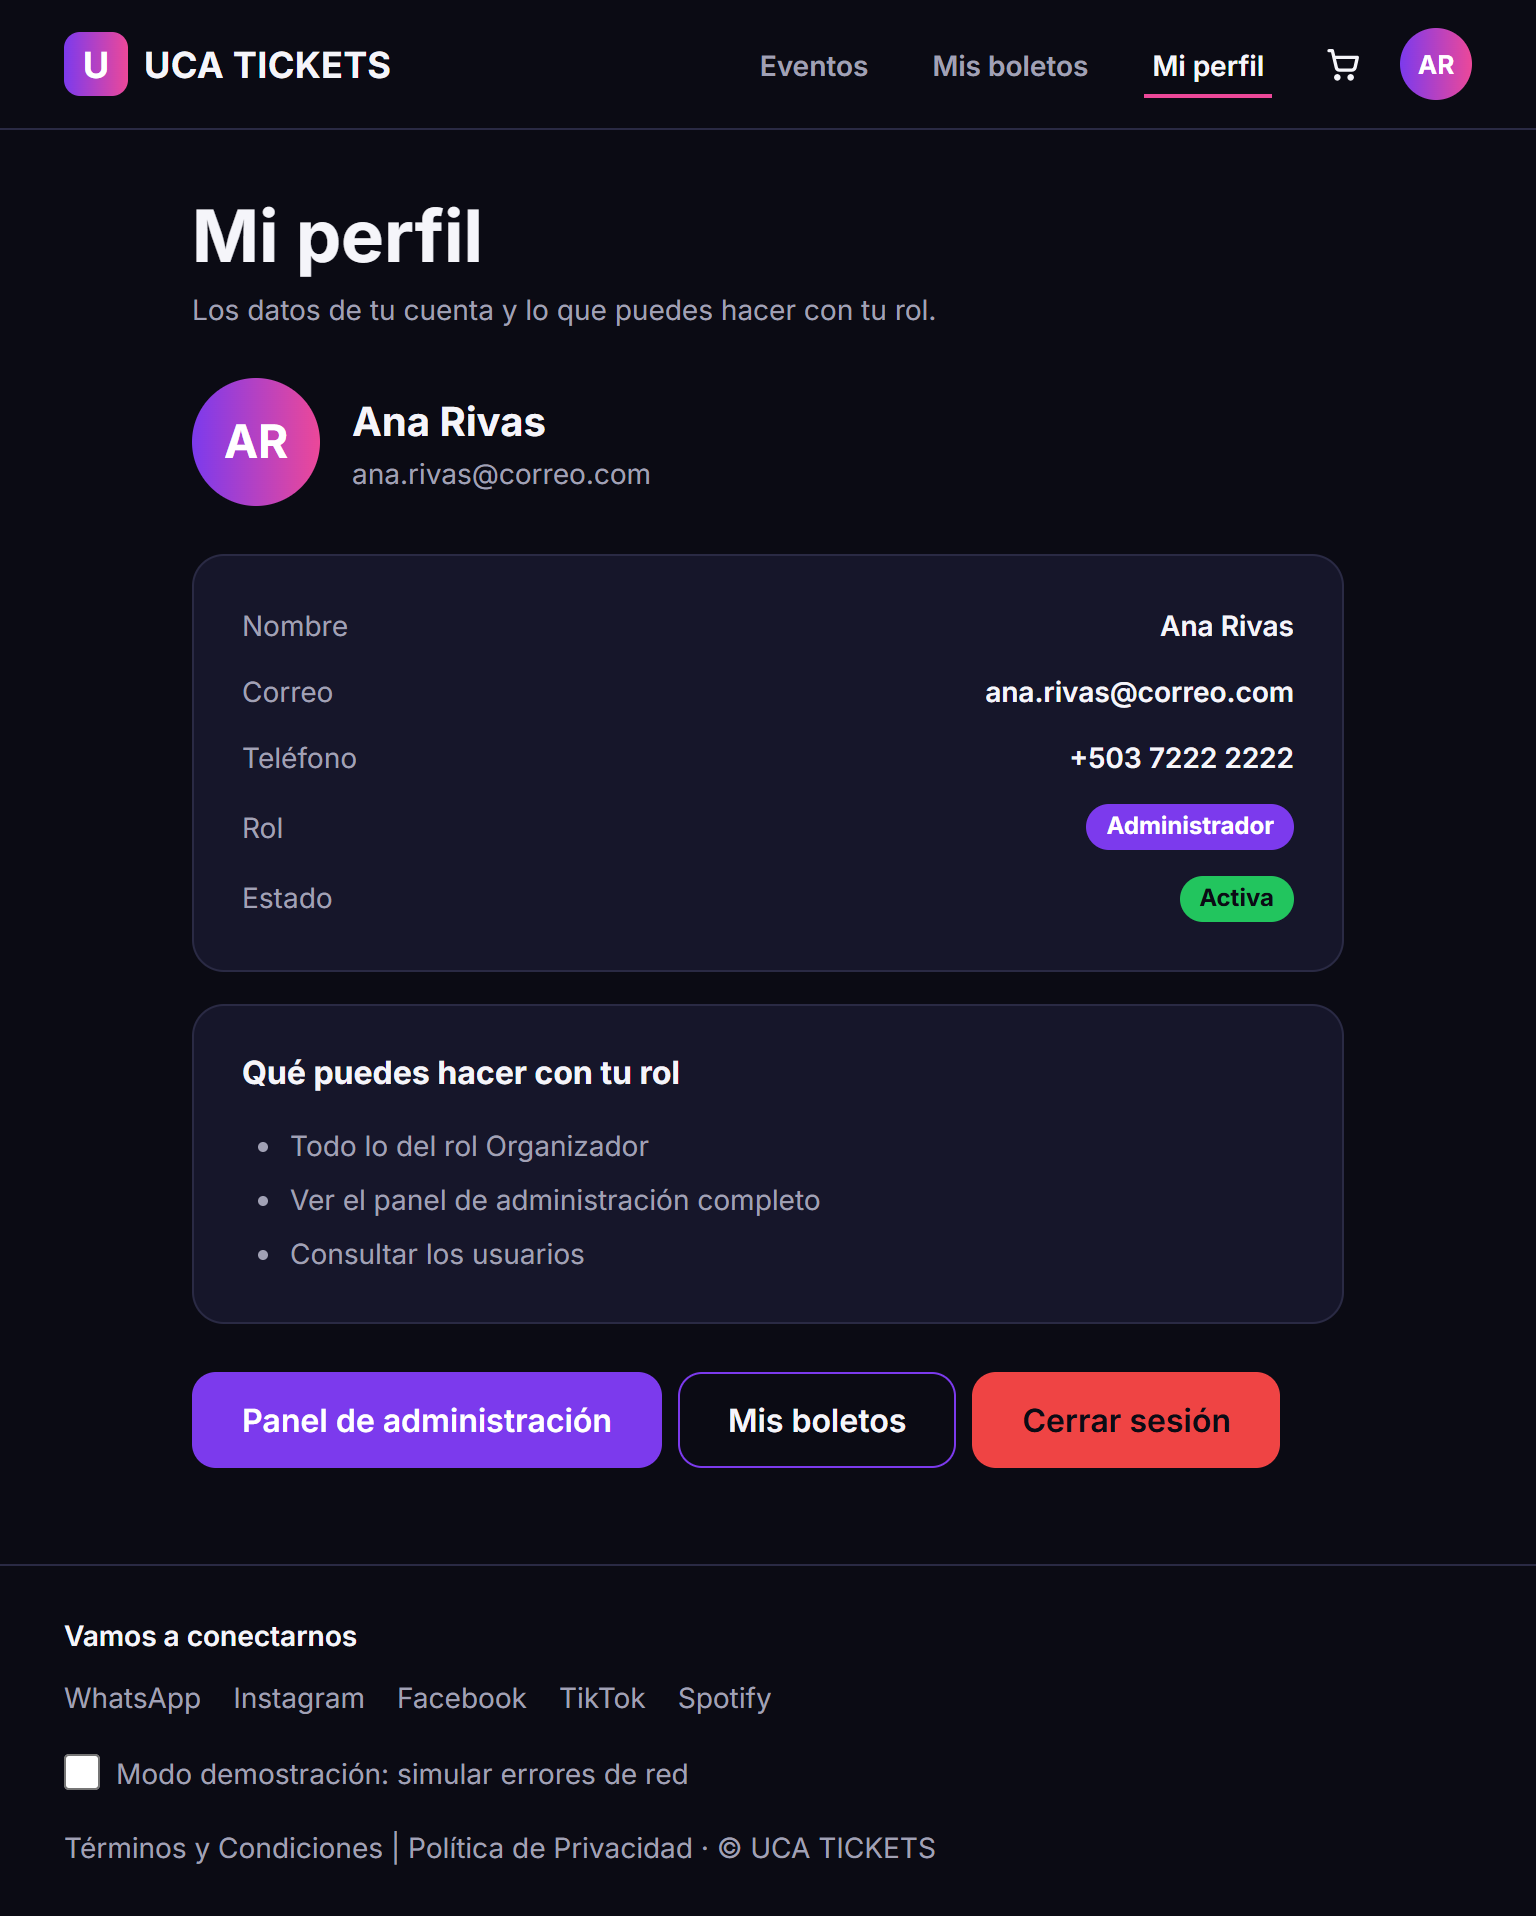 U UCA TICKETS Eventos Mis boletos Mi perfil AR
Mi perfil
Los datos de tu cuenta y lo que puedes hacer con tu rol.
AR
Ana Rivas
ana.rivas@correo.com
Nombre Ana Rivas
Correo ana.rivas@correo.com
Teléfono +503 7222 2222
Rol Administrador
Estado Activa
Qué puedes hacer con tu rol
Todo lo del rol Organizador
Ver el panel de administración completo
Consultar los usuarios
Panel de administración Mis boletos Cerrar sesión
Vamos a conectarnos
WhatsApp Instagram Facebook TikTok Spotify
Modo demostración: simular errores de red
Términos y Condiciones | Política de Privacidad · © UCA TICKETS